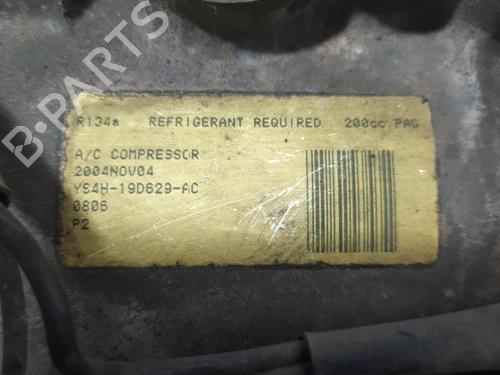 B-PARTS
R134a REFRIGERANT REQUIRED 200cc PAG
A/C COMPRESSOR
2004NOV04
YS4H-19D629-AC
0806
P2